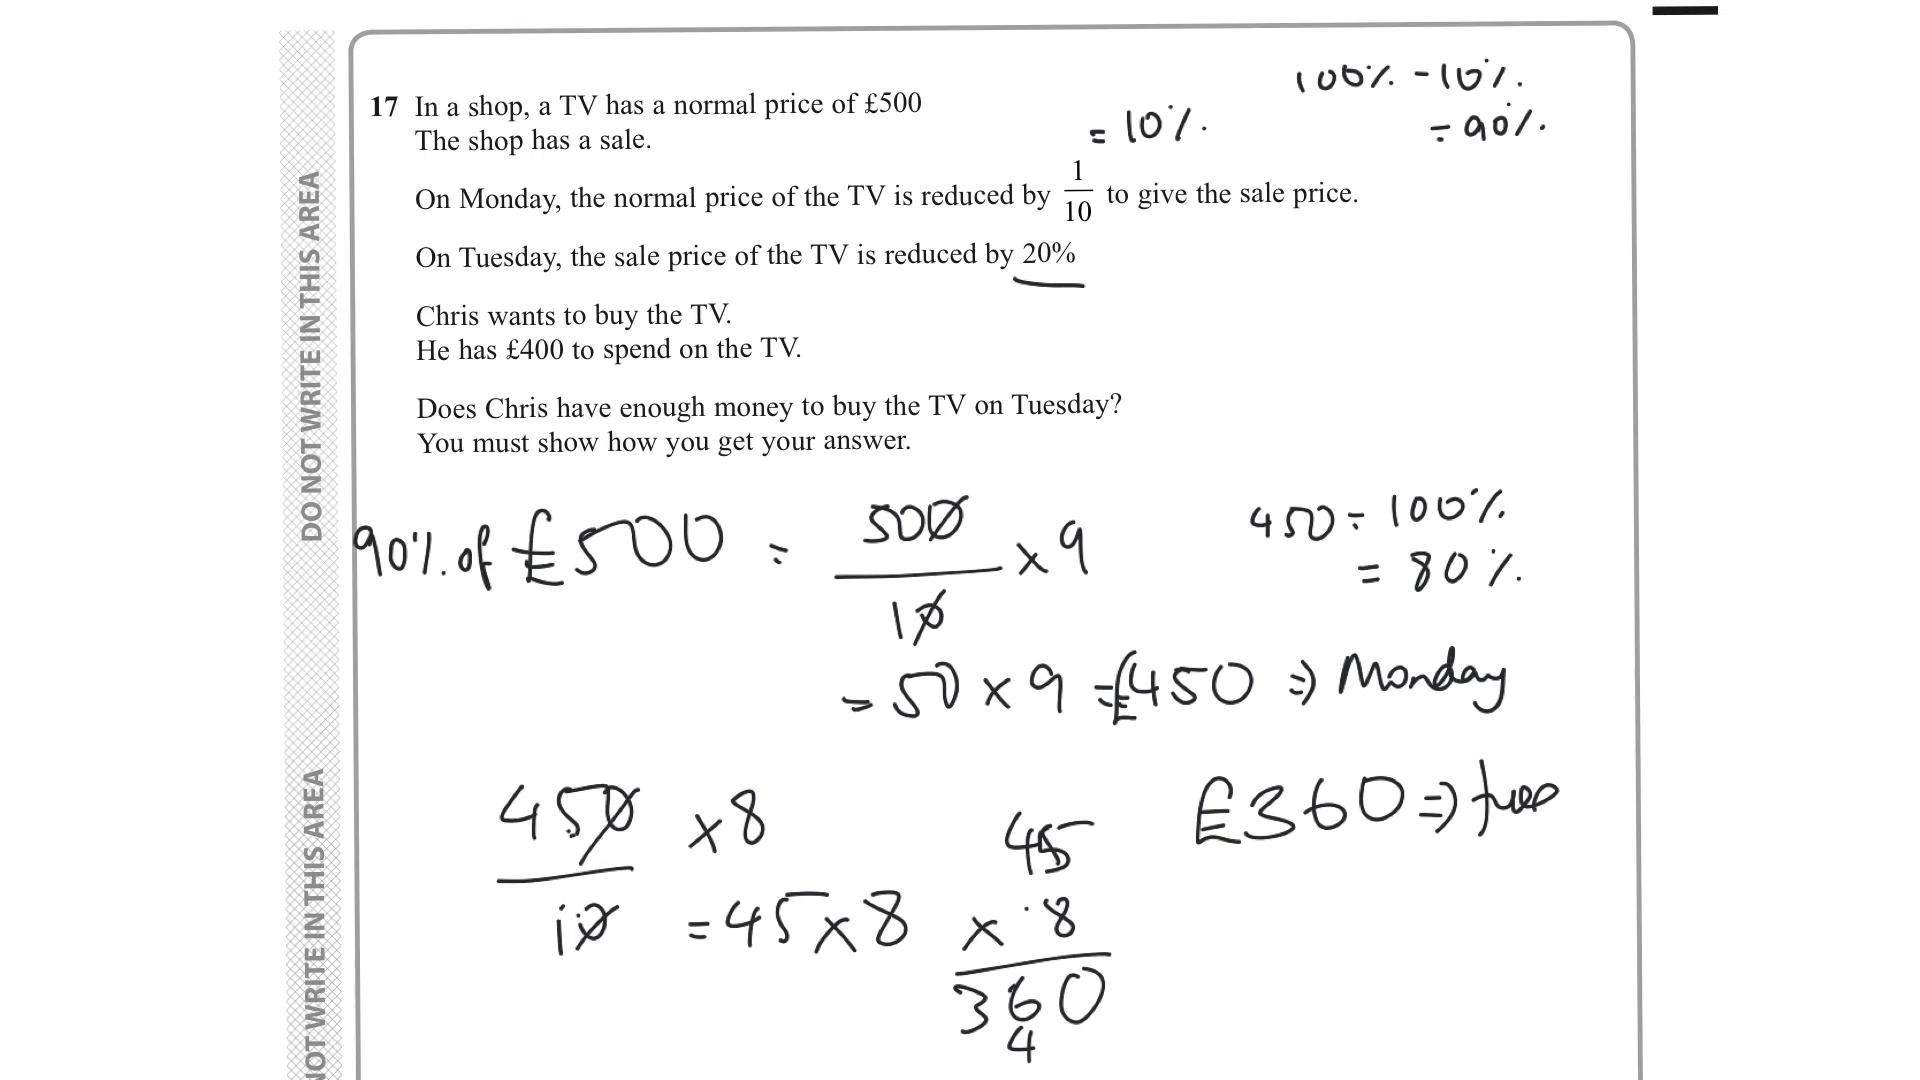 100% - 10%.
= 90%.
17 In a shop, a TV has a normal price of £500
= 10%.
The shop has a sale.
On Monday, the normal price of the TV is reduced by 1/10 to give the sale price.
On Tuesday, the sale price of the TV is reduced by 20%
Chris wants to buy the TV.
He has £400 to spend on the TV.
Does Chris have enough money to buy the TV on Tuesday?
You must show how you get your answer.
90%. of £500 = 500/10 × 9
450 = 100%.
= 80%.
= 50 × 9 = £450 ⇒ Monday
450/10 × 8
£360 ⇒
= 45 × 8
45
× 8
360
4
DO NOT WRITE IN THIS AREA
NOT WRITE IN THIS AREA